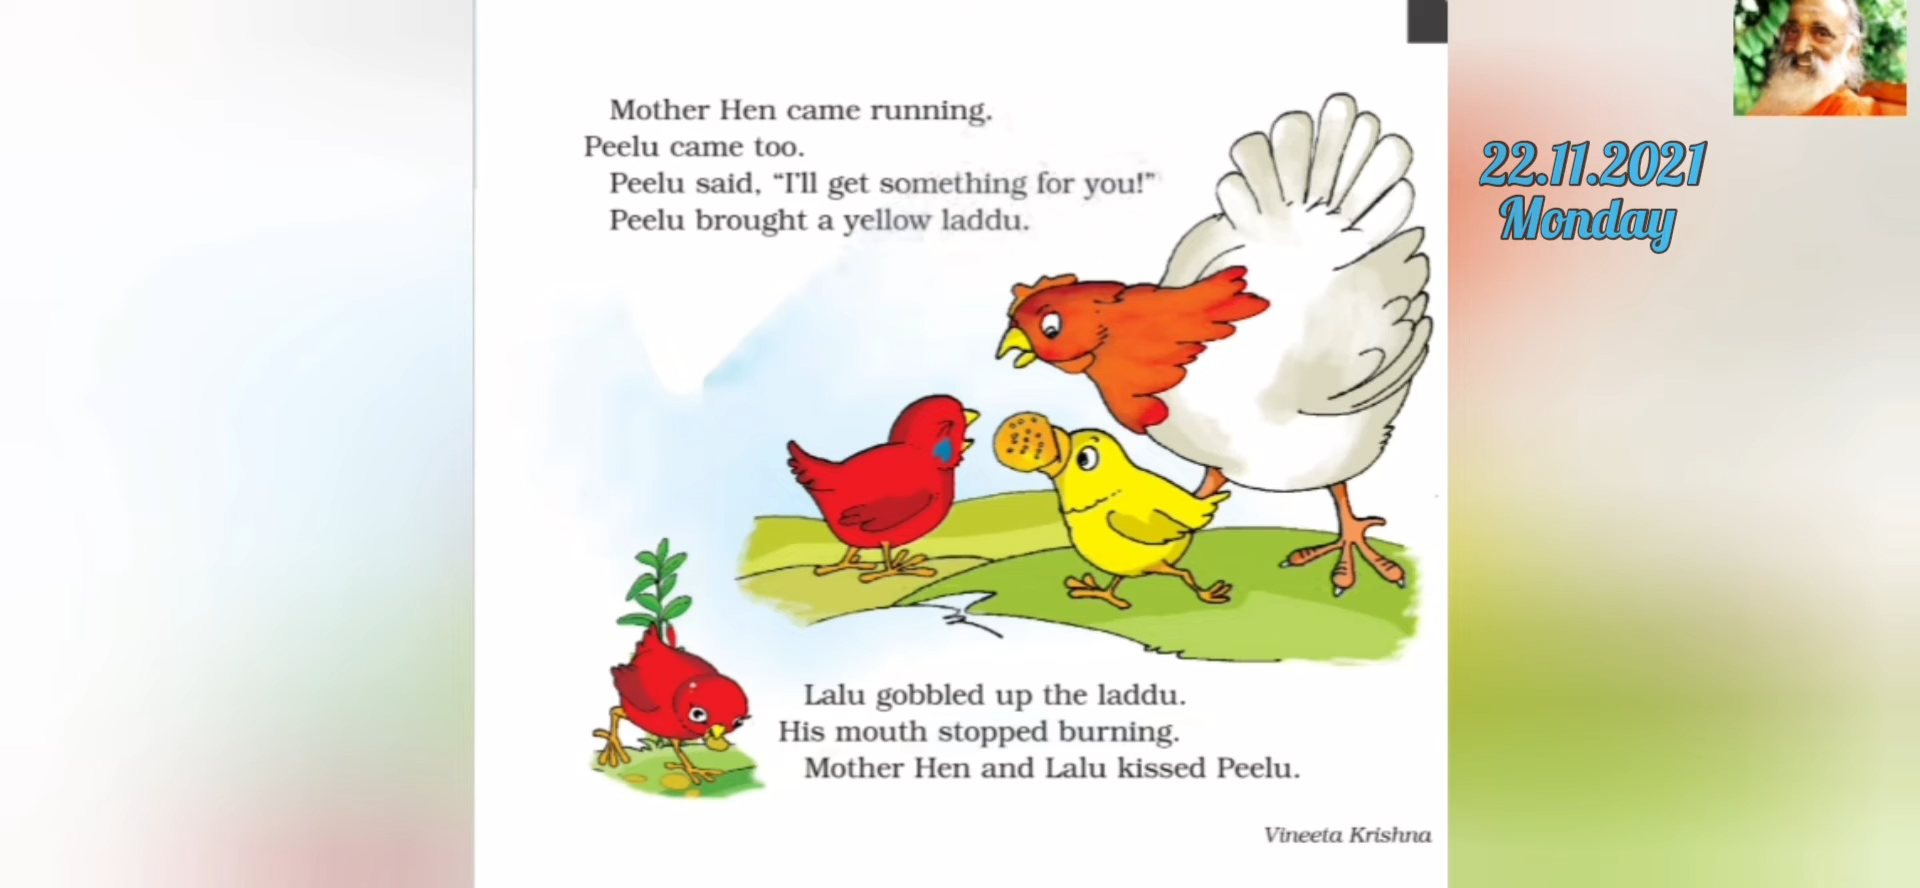 Mother Hen came running.
Peelu came too.
Peelu said, “I’ll get something for you!”
Peelu brought a yellow laddu.
22.11.2021
Monday
Lalu gobbled up the laddu.
His mouth stopped burning.
Mother Hen and Lalu kissed Peelu.
Vineeta Krishna